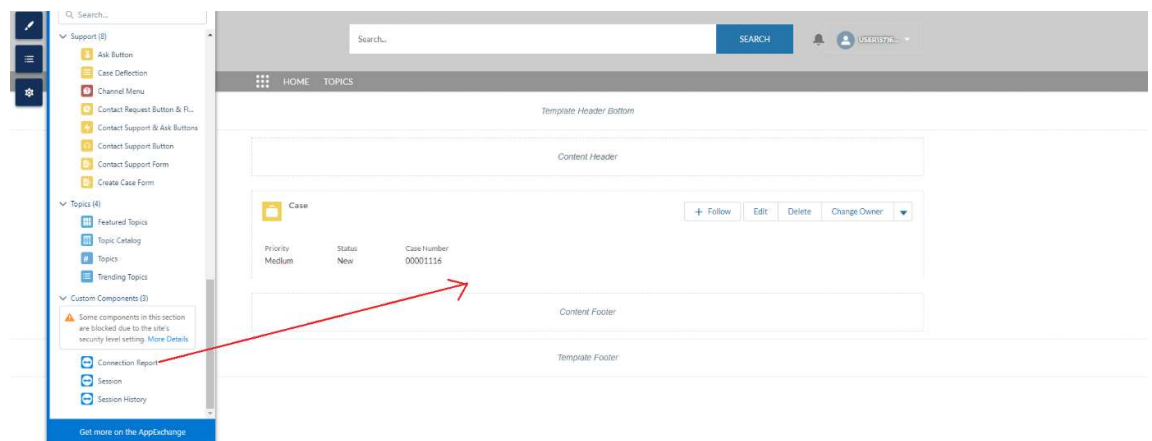 Search...
Support (8)
Ask Button
Case Deflection
Channel Menu
Contact Request Button & Fl...
Contact Support & Ask Buttons
Contact Support Button
Contact Support Form
Create Case Form
Topics (4)
Featured Topics
Topic Catalog
Topics
Trending Topics
Custom Components (3)
Some components in this section
are blocked due to the site's
security level setting. More Details
Connection Report
Session
Session History
Get more on the AppExchange
Search...
SEARCH
HOME TOPICS
Template Header Bottom
Content Header
Case
+ Follow Edit Delete Change Owner
Priority Status Case Number
Medium New 00001116
Content Footer
Template Footer